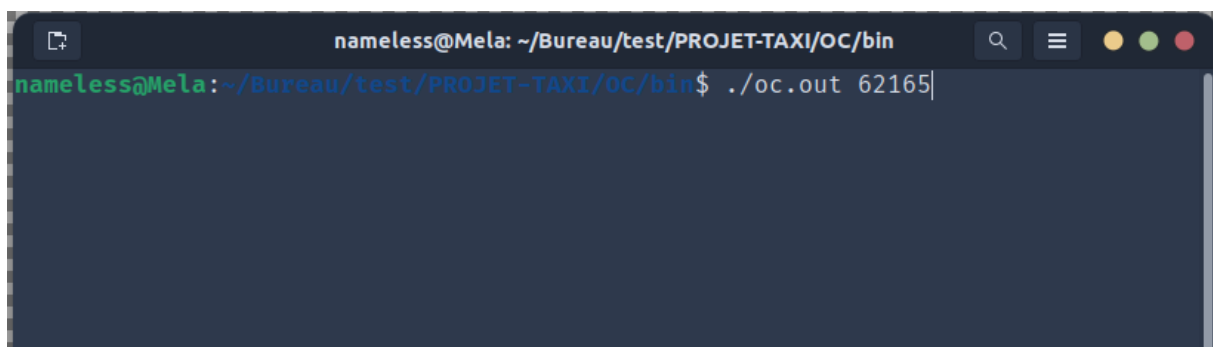 nameless@Mela: ~/Bureau/test/PROJET-TAXI/OC/bin
nameless@Mela:~/Bureau/test/PROJET-TAXI/OC/bin$ ./oc.out 62165